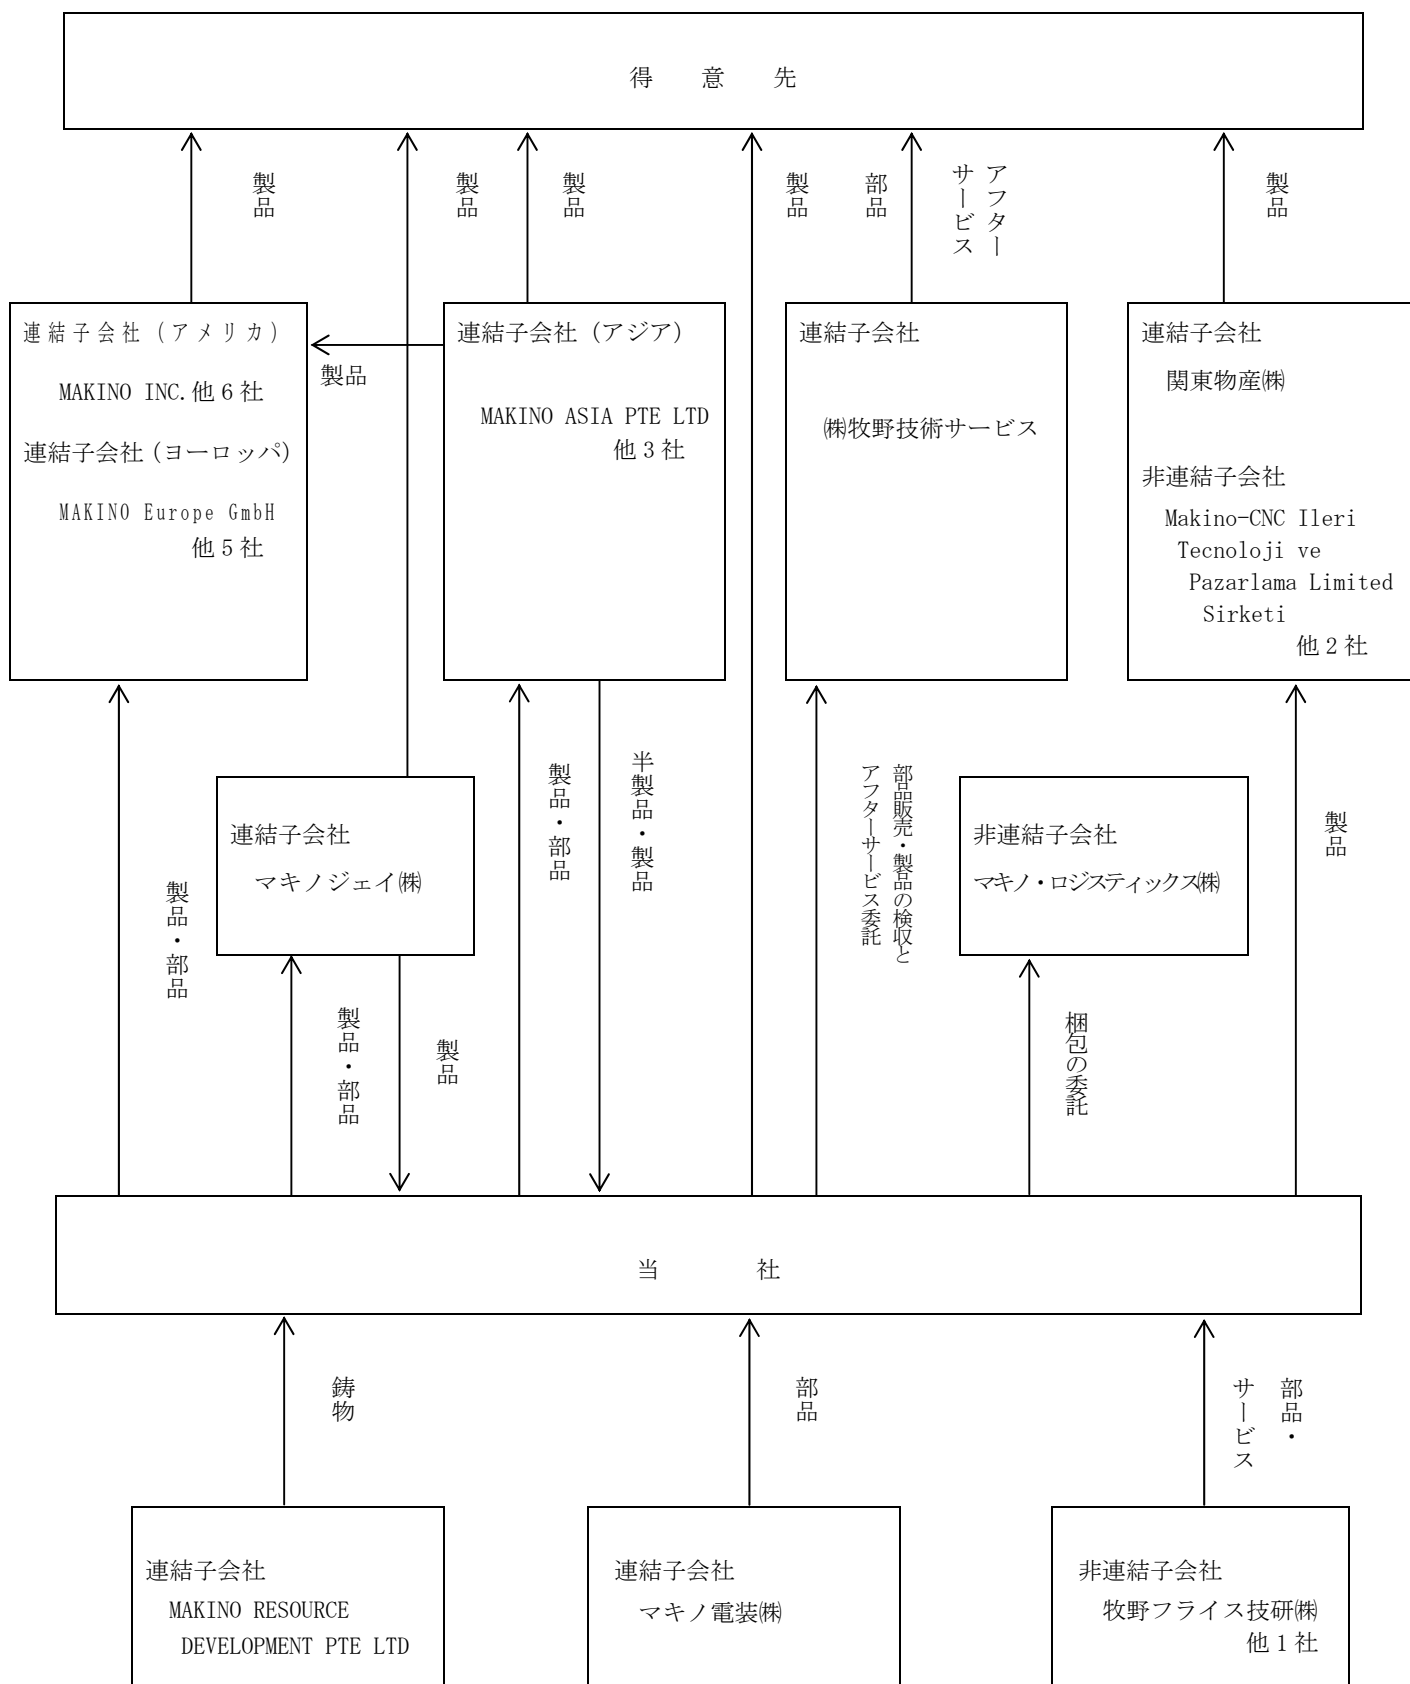 得　意　先
製品
製品
製品
製品
部品
アフター
サービス
製品
連結子会社（アメリカ）
MAKINO INC.他6社
連結子会社（ヨーロッパ）
MAKINO Europe GmbH
他5社
製品
連結子会社（アジア）
MAKINO ASIA PTE LTD
他3社
連結子会社
㈱牧野技術サービス
連結子会社
関東物産㈱
非連結子会社
Makino-CNC Ileri
Tecnoloji ve
Pazarlama Limited
Sirketi
他2社
製品・部品
連結子会社
マキノジェイ㈱
製品・部品
製品
製品・部品
半製品・製品
部品販売・製品の検収と
アフターサービス委託
非連結子会社
マキノ・ロジスティックス㈱
梱包の委託
製品
当　社
鋳物
部品
部品・
サービス
連結子会社
MAKINO RESOURCE
DEVELOPMENT PTE LTD
連結子会社
マキノ電装㈱
非連結子会社
牧野フライス技研㈱
他1社